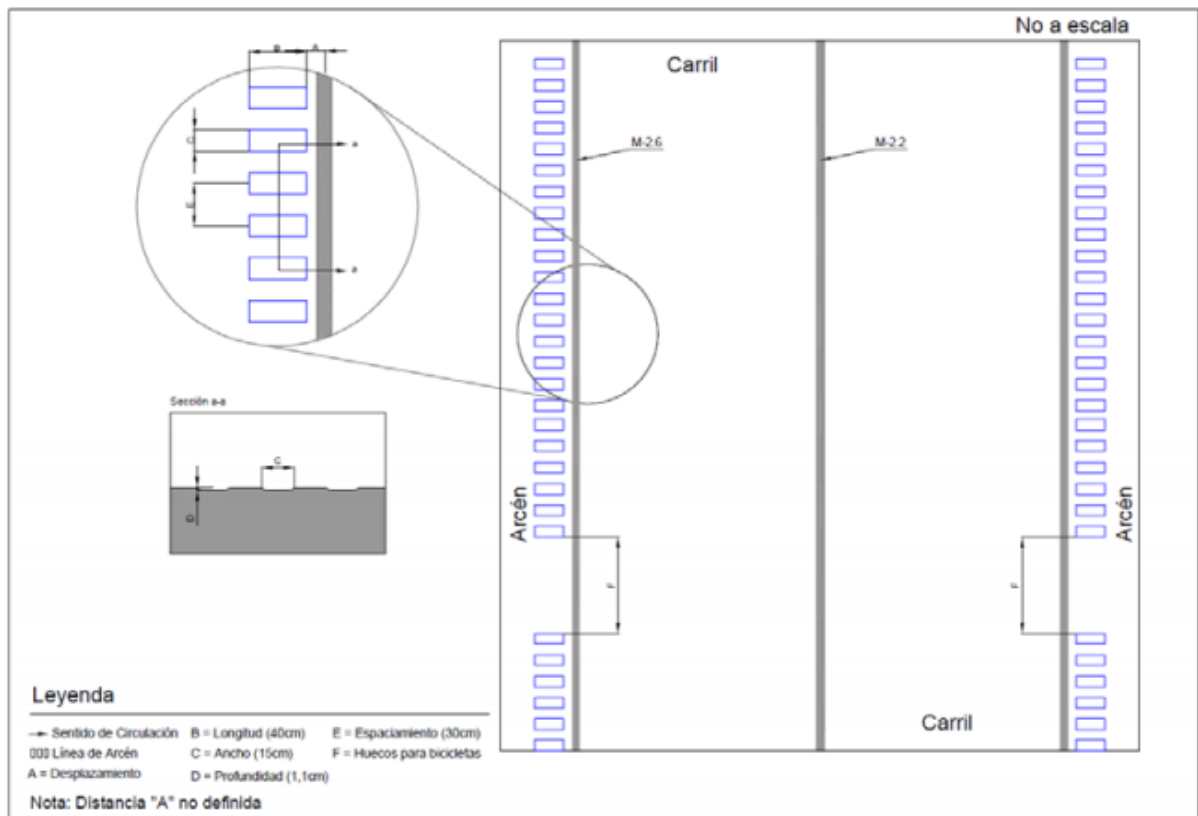 No a escala
Carril
B
A
C
a
E
a
M-2.6
M-2.2
Sección a-a
C
D
Arcén
Arcén
F
F
Carril
Leyenda
Sentido de Circulación B = Longitud (40cm) E = Espaciamiento (30cm)
Línea de Arcén C = Ancho (15cm) F = Huecos para bicicletas
A = Desplazamiento D = Profundidad (1,1cm)
Nota: Distancia "A" no definida